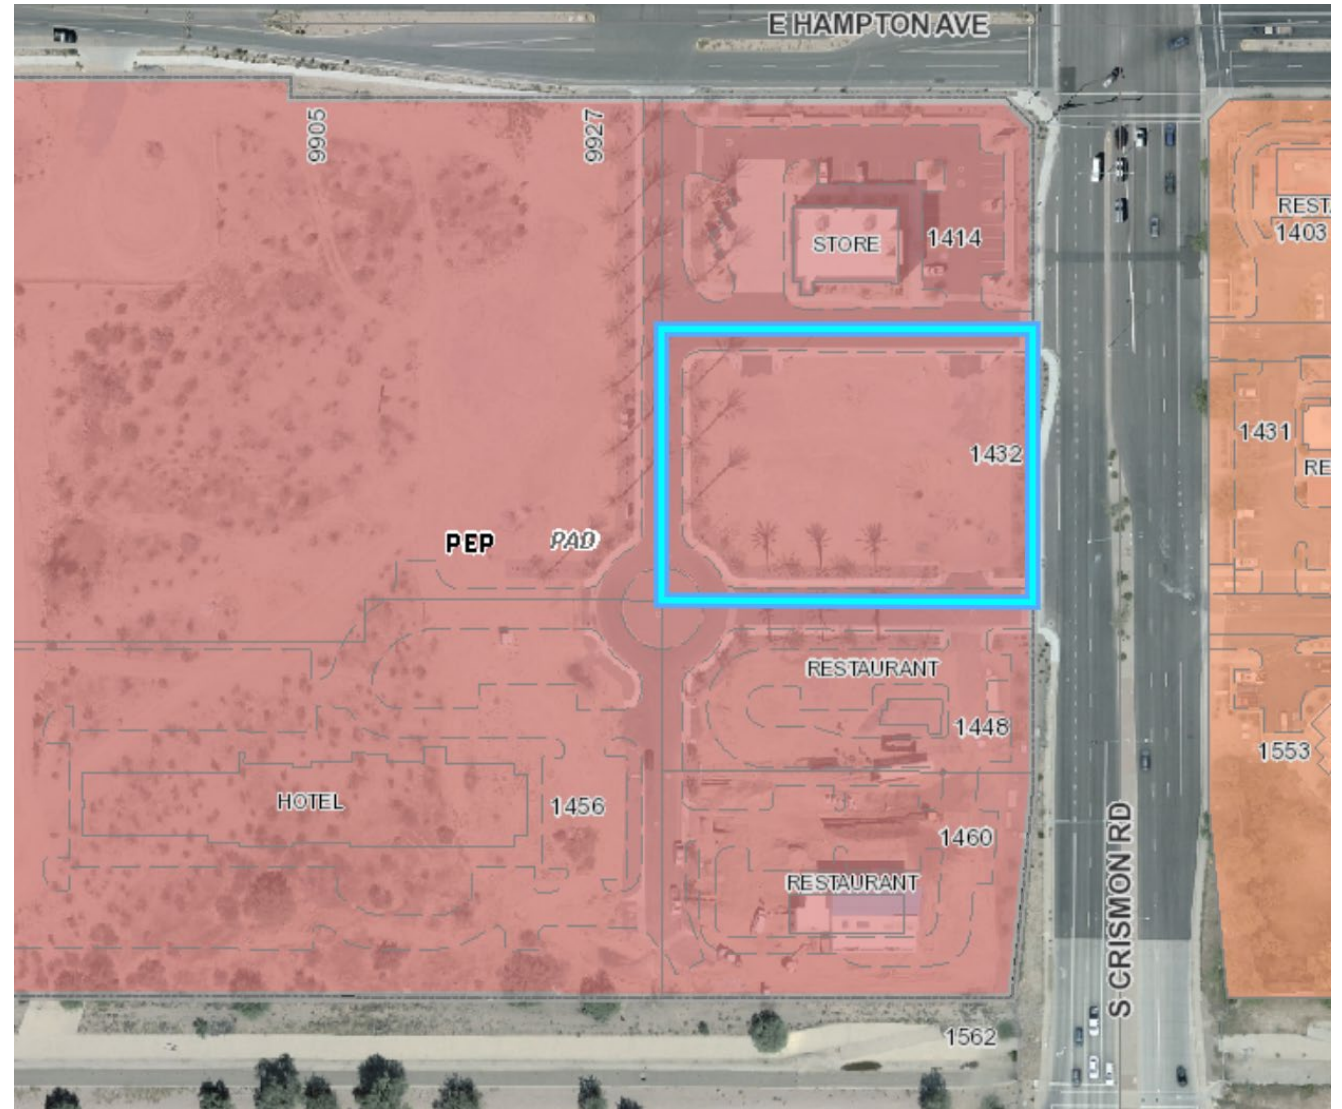 E HAMPTON AVE
9905
9927
STORE
1414
REST
1403
1432
1431
RE
PEP
PAD
RESTAURANT
1448
1553
HOTEL
1456
1460
RESTAURANT
S CRISMON RD
1562